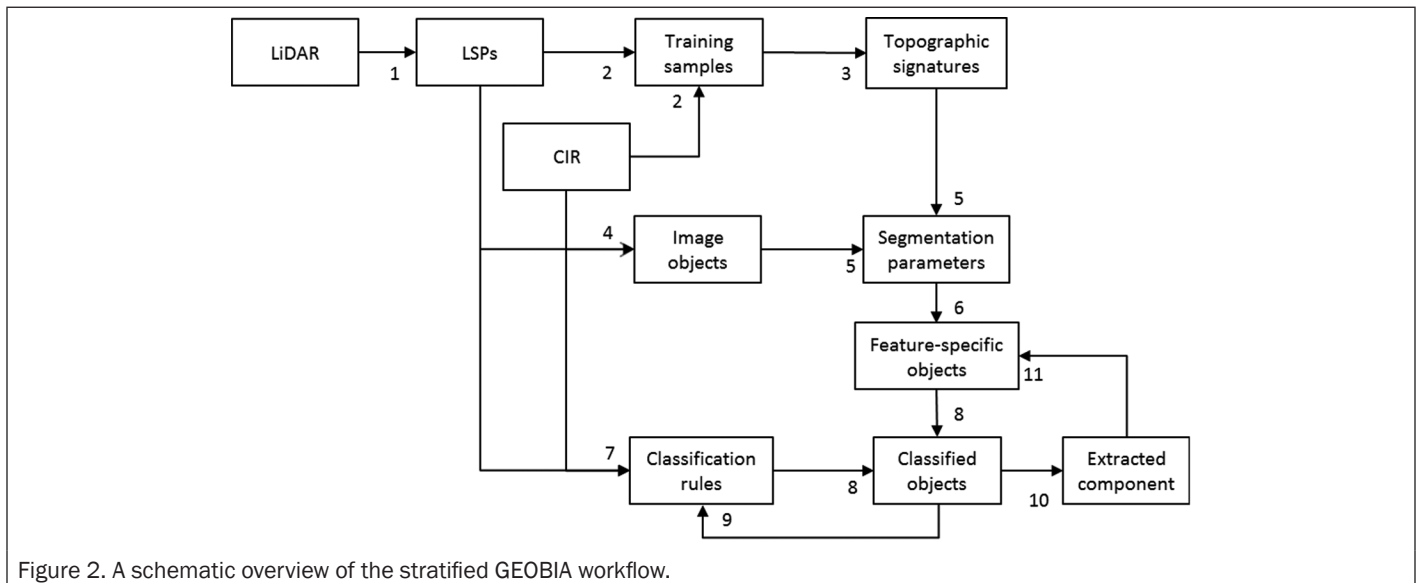 LiDAR
1
LSPs
2
Training
samples
3
Topographic
signatures
2
CIR
5
4
Image
objects
5
Segmentation
parameters
6
Feature-specific
objects
11
8
7
Classification
rules
8
Classified
objects
10
Extracted
component
9
Figure 2. A schematic overview of the stratified GEOBIA workflow.